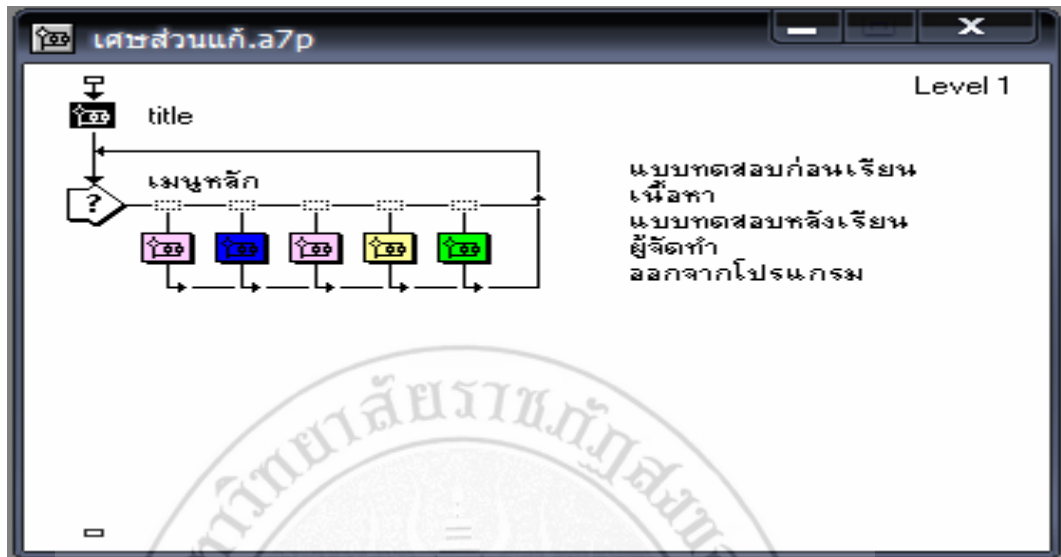 เศษส่วนแก้.a7p
Level 1
title
เมนูหลัก
?
แบบทดสอบก่อนเรียน
เนื้อหา
แบบทดสอบหลังเรียน
ผู้จัดทำ
ออกจากโปรแกรม